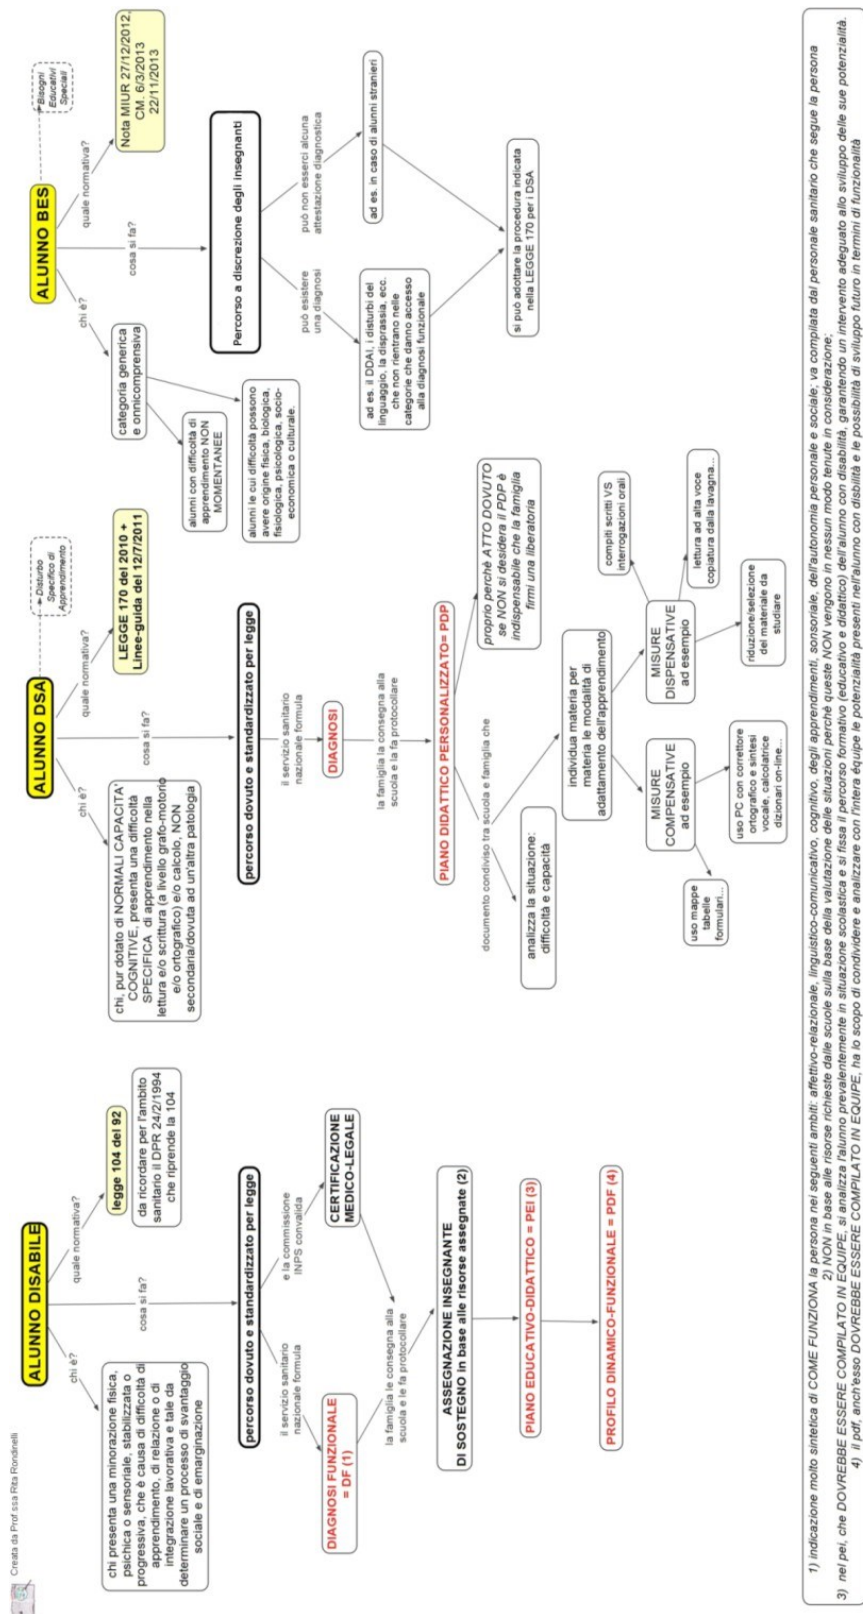 Creata da Prof.ssa Rita Rondinelli
ALUNNO DISABILE
chi è?
cosa si fa?
quale normativa?
chi presenta una minorazione fisica,
psichica o sensoriale, stabilizzata o
progressiva, che è causa di difficoltà di
apprendimento, di relazione o di
integrazione lavorativa e tale da
determinare un processo di svantaggio
sociale e di emarginazione
legge 104 del 92
da ricordare per l'ambito
sanitario il DPR 24/2/1994
che riprende la 104
percorso dovuto e standardizzato per legge
il servizio sanitario
nazionale formula
e la commissione
INPS convalida
DIAGNOSI FUNZIONALE
= DF (1)
CERTIFICAZIONE
MEDICO-LEGALE
la famiglia le consegna alla
scuola e le fa protocollare
ASSEGNAZIONE INSEGNANTE
DI SOSTEGNO in base alle risorse assegnate (2)
PIANO EDUCATIVO-DIDATTICO = PEI (3)
PROFILO DINAMICO-FUNZIONALE = PDF (4)
ALUNNO DSA
Disturbo
Specifico di
Apprendimento
chi è?
cosa si fa?
quale normativa?
chi, pur dotato di NORMALI CAPACITA'
COGNITIVE, presenta una difficoltà
SPECIFICA di apprendimento nella
lettura e/o scrittura (a livello grafo-motorio
e/o ortografico) e/o calcolo, NON
secondaria/dovuta ad un'altra patologia
LEGGE 170 del 2010 +
Linee-guida del 12/7/2011
percorso dovuto e standardizzato per legge
il servizio sanitario
nazionale formula
DIAGNOSI
la famiglia la consegna alla
scuola e la fa protocollare
PIANO DIDATTICO PERSONALIZZATO= PDP
documento condiviso tra scuola e famiglia che
proprio perchè ATTO DOVUTO
se NON si desidera il PDP è
indispensabile che la famiglia
firmi una liberatoria
analizza la situazione:
difficoltà e capacità
individua materia per
materia le modalità di
adattamento dell'apprendimento
MISURE
COMPENSATIVE
ad esempio
MISURE
DISPENSATIVE
ad esempio
uso mappe
tabelle
formulari...
uso PC con correttore
ortografico e sintesi
vocale, calcolatrice
dizionari on-line...
compiti scritti VS
interrogazioni orali
lettura ad alta voce
copiatura dalla lavagna...
riduzione/selezione
del materiale da
studiare
ALUNNO BES
Bisogni
Educativi
Speciali
chi è?
cosa si fa?
quale normativa?
categoria generica
e onnicomprensiva
Nota MIUR 27/12/2012,
CM. 6/3/2013
22/11/2013
alunni con difficoltà di
apprendimento NON
MOMENTANEE
alunni le cui difficoltà possono
avere origine fisica, biologica,
fisiologica, psicologica, socio-
economica o culturale.
Percorso a discrezione degli insegnanti
può esistere
una diagnosi
può non esserci alcuna
attestazione diagnostica
ad es. il DDAI, i disturbi del
linguaggio, la disprassia, ecc.
che non rientrano nelle
categorie che danno accesso
alla diagnosi funzionale
ad es. in caso di alunni stranieri
si può adottare la procedura indicata
nella LEGGE 170 per i DSA
1) indicazione molto sintetica di COME FUNZIONA la persona nei seguenti ambiti: affettivo-relazionale, linguistico-comunicativo, cognitivo, degli apprendimenti, sonsoriale, dell'autonomia personale e sociale; va compilata dal personale sanitario che segue la persona
2) NON in base alle risorse richieste dalle scuole sulla base della valutazione delle situazioni perchè queste NON vengono in nessun modo tenute in considerazione;
3) nel pei, che DOVREBBE ESSERE COMPILATO IN EQUIPE, si analizza l'alunno prevalentemente in situazione scolastica e si fissa il percorso formativo (educativo e didattico) dell'alunno con disabilità, garantendo un intervento adeguato allo sviluppo delle sue potenzialità.
4) il pdf, anch'esso DOVREBBE ESSERE COMPILATO IN EQUIPE, ha lo scopo di condividere e analizzare con l'intera équipe le potenzialità presenti nell'alunno con disabilità e le possibilità di sviluppo futuro in termini di funzionalità